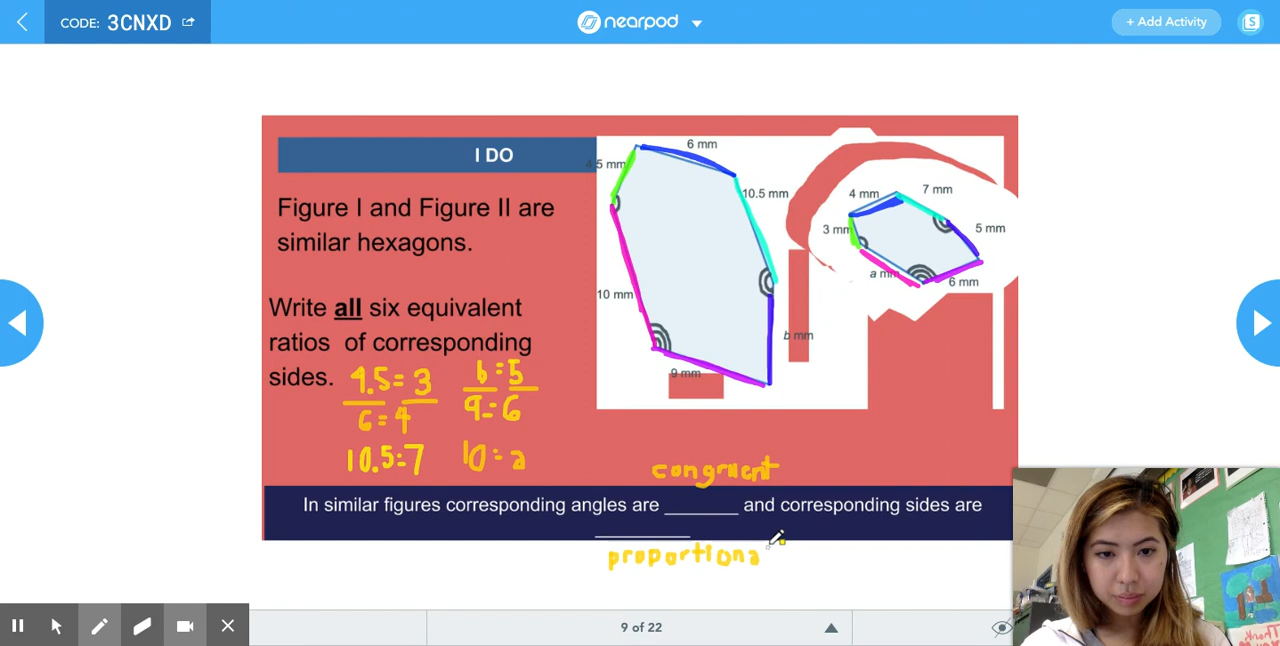 CODE: 3CNXD
nearpod
+ Add Activity
S
I DO
Figure I and Figure II are
similar hexagons.
Write all six equivalent
ratios of corresponding
sides.
4.5=3
6=4
10.5=7
b=5
9=6
10=a
6 mm
4.5 mm
10.5 mm
10 mm
b mm
9 mm
4 mm
7 mm
3 mm
5 mm
a mm
6 mm
congruent
In similar figures corresponding angles are ________ and corresponding sides are
proportiona
9 of 22
Thank